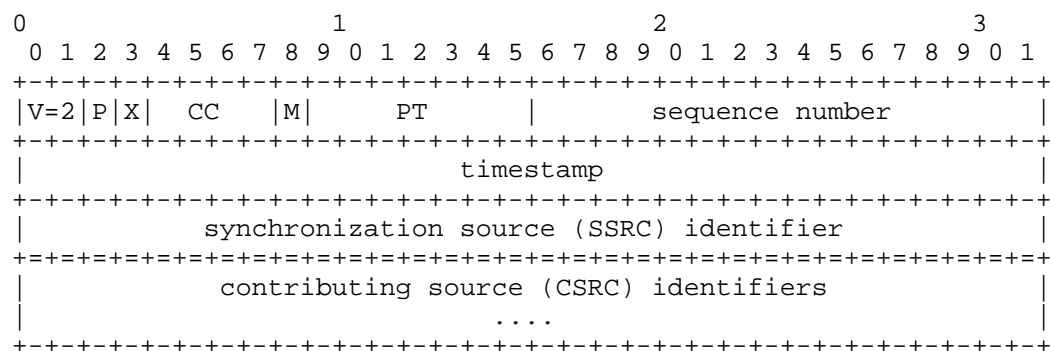 0                   1                   2                   3
 0 1 2 3 4 5 6 7 8 9 0 1 2 3 4 5 6 7 8 9 0 1 2 3 4 5 6 7 8 9 0 1
+-+-+-+-+-+-+-+-+-+-+-+-+-+-+-+-+-+-+-+-+-+-+-+-+-+-+-+-+-+-+-+-+
|V=2|P|X|  CC   |M|     PT      |       sequence number         |
+-+-+-+-+-+-+-+-+-+-+-+-+-+-+-+-+-+-+-+-+-+-+-+-+-+-+-+-+-+-+-+-+
|                           timestamp                           |
+-+-+-+-+-+-+-+-+-+-+-+-+-+-+-+-+-+-+-+-+-+-+-+-+-+-+-+-+-+-+-+-+
|           synchronization source (SSRC) identifier            |
+=+=+=+=+=+=+=+=+=+=+=+=+=+=+=+=+=+=+=+=+=+=+=+=+=+=+=+=+=+=+=+=+
|            contributing source (CSRC) identifiers             |
|                             ....                              |
+-+-+-+-+-+-+-+-+-+-+-+-+-+-+-+-+-+-+-+-+-+-+-+-+-+-+-+-+-+-+-+-+